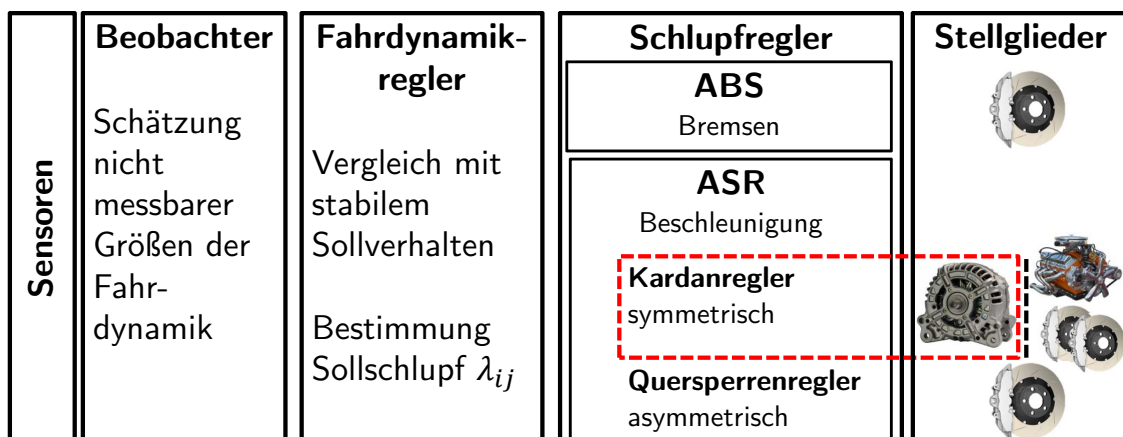 Sensoren
Beobachter
Schätzung
nicht
messbarer
Größen der
Fahr-
dynamik
Fahrdynamik-
regler
Vergleich mit
stabilem
Sollverhalten
Bestimmung
Sollschlupf λij
Schlupfregler
ABS
Bremsen
ASR
Beschleunigung
Kardanregler
symmetrisch
Quersperrenregler
asymmetrisch
Stellglieder